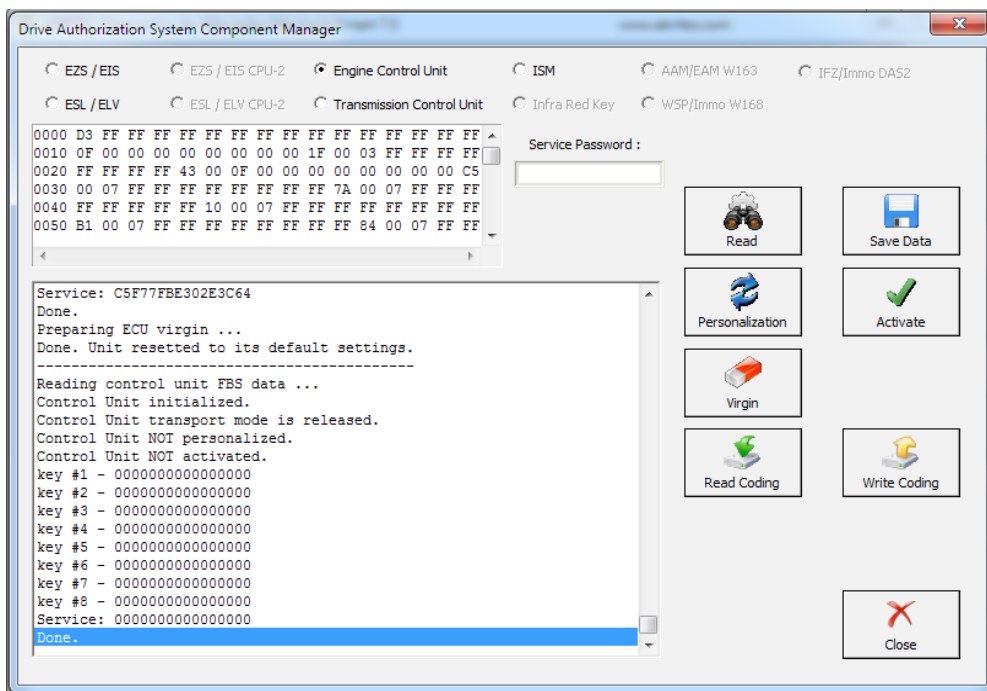 Drive Authorization System Component Manager
EZS / EIS EZS / EIS CPU-2 Engine Control Unit ISM AAM/EAM W163 IFZ/Immo DAS2
ESL / ELV ESL / ELV CPU-2 Transmission Control Unit Infra Red Key WSP/Immo W168
0000 D3 FF FF FF FF FF FF FF FF FF FF FF FF FF FF FF
0010 0F 00 00 00 00 00 00 00 00 1F 00 03 FF FF FF FF
0020 FF FF FF FF 43 00 0F 00 00 00 00 00 00 00 00 C5
0030 00 07 FF FF FF FF FF FF FF FF 7A 00 07 FF FF FF
0040 FF FF FF FF FF 10 00 07 FF FF FF FF FF FF FF FF
0050 B1 00 07 FF FF FF FF FF FF FF FF 84 00 07 FF FF
Service Password :
Read
Save Data
Service: C5F77FBE302E3C64
Done.
Preparing ECU virgin ...
Done. Unit resetted to its default settings.
---------------------------------------------
Reading control unit FBS data ...
Control Unit initialized.
Control Unit transport mode is released.
Control Unit NOT personalized.
Control Unit NOT activated.
key #1 - 0000000000000000
key #2 - 0000000000000000
key #3 - 0000000000000000
key #4 - 0000000000000000
key #5 - 0000000000000000
key #6 - 0000000000000000
key #7 - 0000000000000000
key #8 - 0000000000000000
Service: 0000000000000000
Done.
Personalization
Activate
Virgin
Read Coding
Write Coding
Close